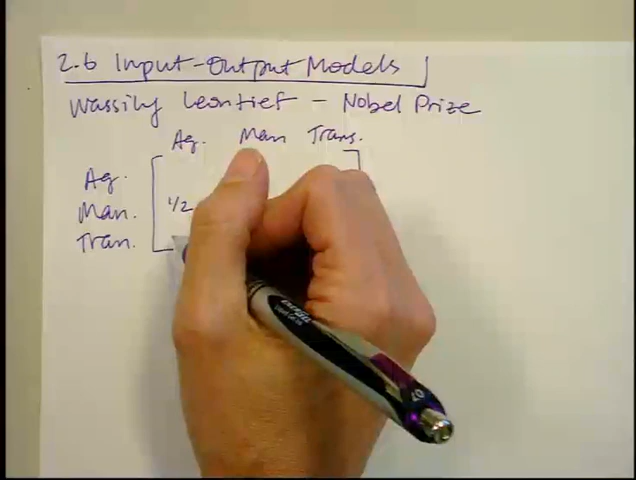 2.6 Input-Output Models
Wassily Leontief - Nobel Prize
Ag. Man Trans.
Ag.
Man. 1/2
Tran.